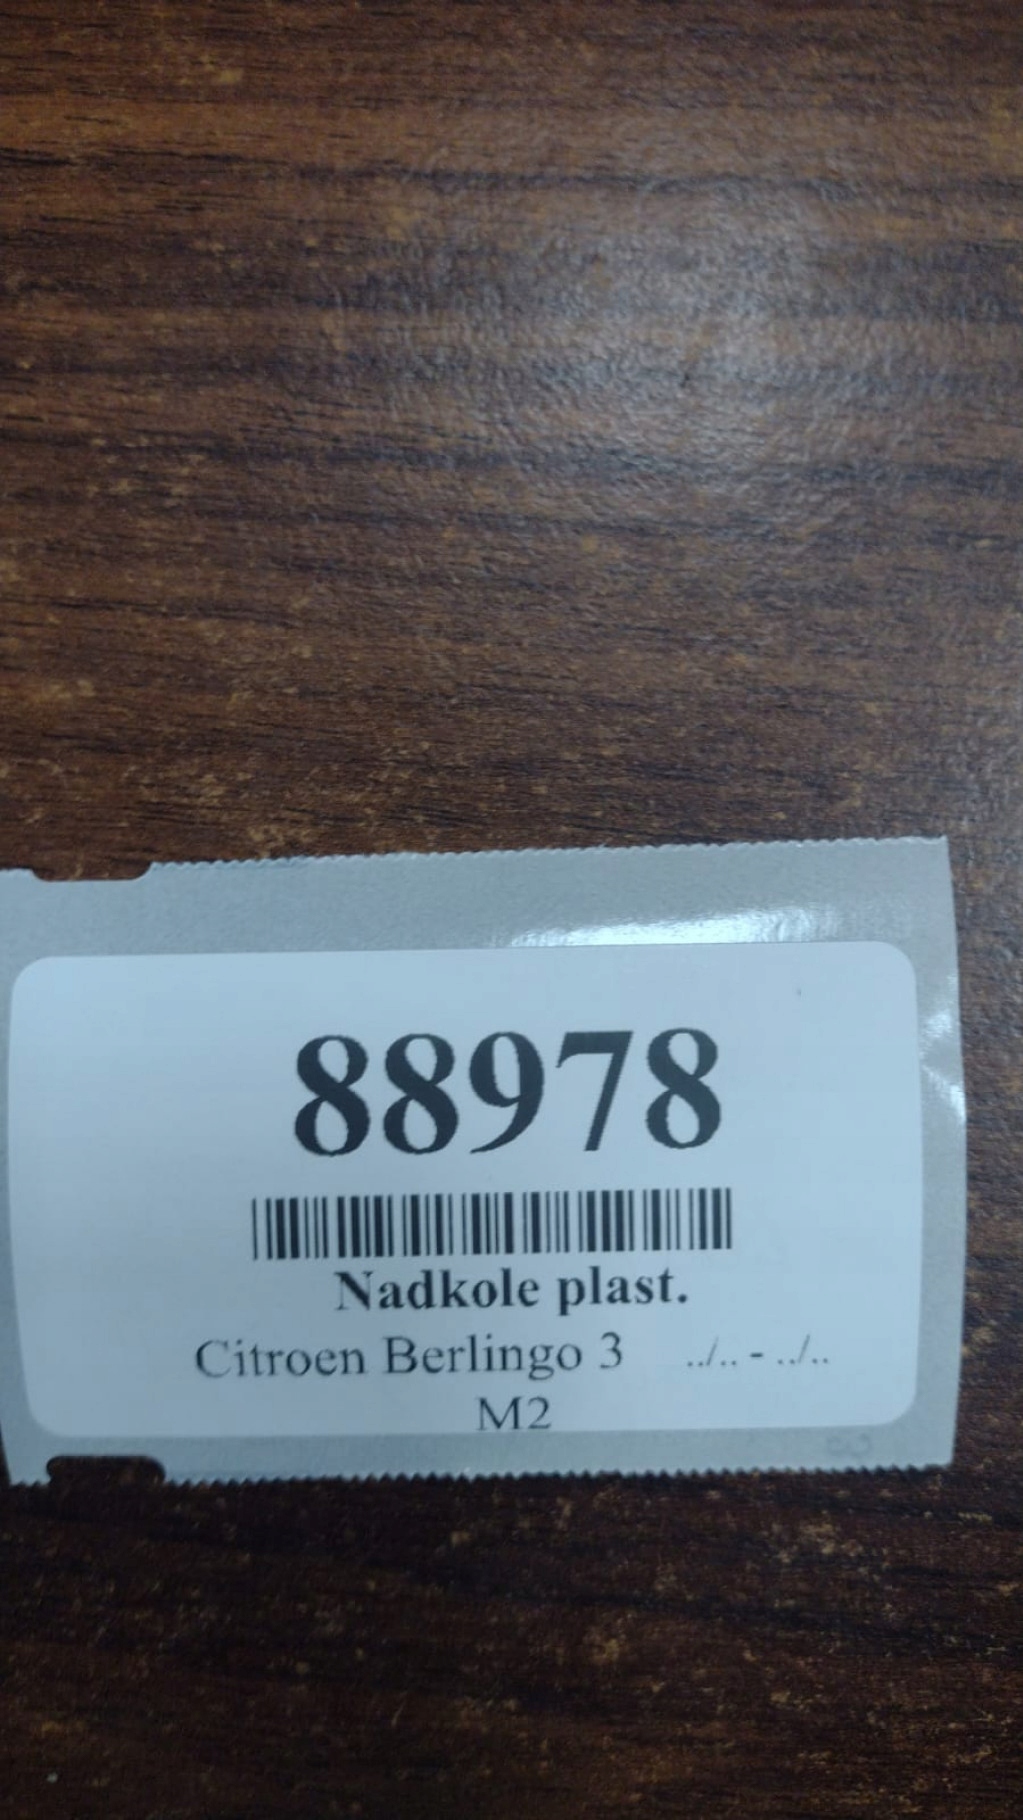 88978
Nadkole plast.
Citroen Berlingo 3 ../.. - ../..
M2